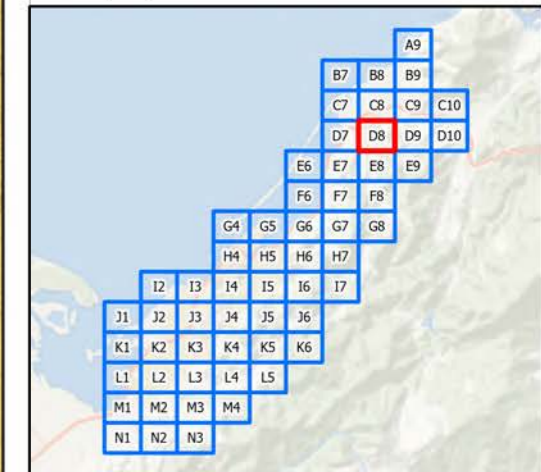 A9
B7 B8 B9
C7 C8 C9 C10
D7 D8 D9 D10
E6 E7 E8 E9
F6 F7 F8
G4 G5 G6 G7 G8
H4 H5 H6 H7
I2 I3 I4 I5 I6 I7
J1 J2 J3 J4 J5 J6
K1 K2 K3 K4 K5 K6
L1 L2 L3 L4 L5
M1 M2 M3 M4
N1 N2 N3